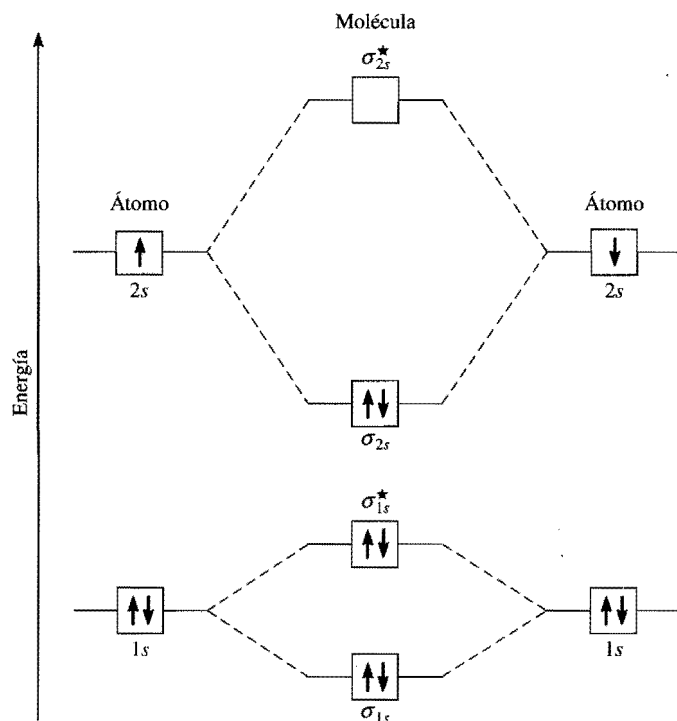 Molécula
σ★2s
Átomo
Átomo
2s
2s
Energía
σ2s
σ★1s
1s
1s
σ1s